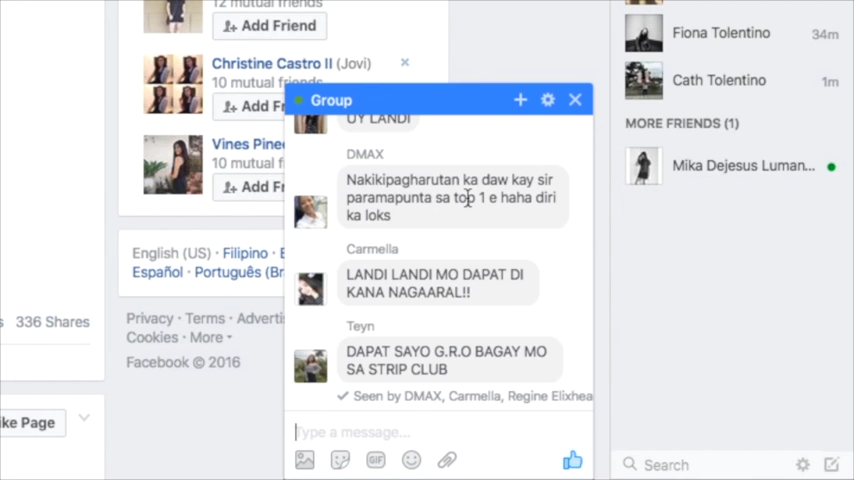 12 mutual friends
Add Friend
Christine Castro II (Jovi)
10 mutual friend
Add Fr
Vines Pine
10 mutual friend
Add
English (US) · Filipino ·
Español · Português (Br
Privacy · Terms · Adverti
Cookies · More
Facebook © 2016
336 Shares
ke Page
Group
UY LANDI
DMAX
Nakikipagharutan ka daw kay sir
paramapunta sa top 1 e haha diri
ka loks
Carmella
LANDI LANDI MO DAPAT DI
KANA NAGAARAL!!
Teyn
DAPAT SAYO G.R.O BAGAY MO
SA STRIP CLUB
Seen by DMAX, Carmella, Regine Elixhea
Type a message...
GIF
Fiona Tolentino
34m
Cath Tolentino
1m
MORE FRIENDS (1)
Mika Dejesus Luman...
Search